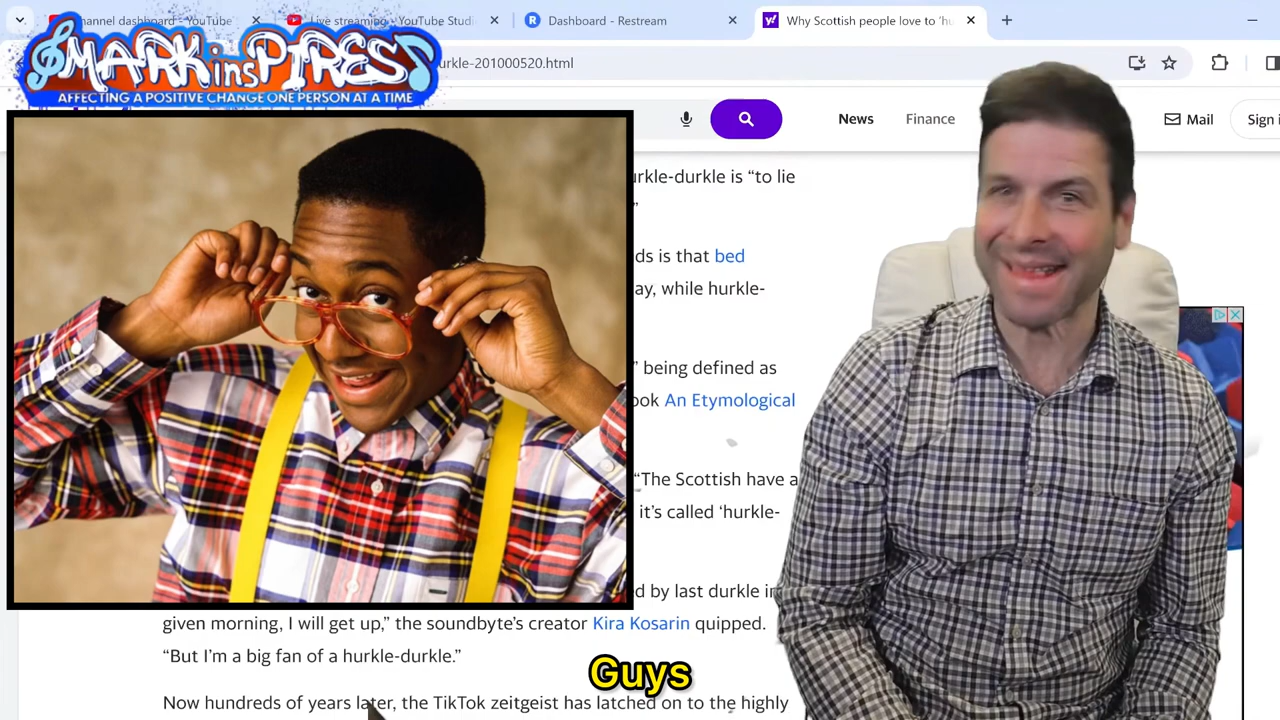 channel dashboard - YouTube
Live streaming - YouTube Studi
Dashboard - Restream
Why Scottish people love to 'hu
urkle-201000520.html
MARKinsPIRES
AFFECTING A POSITIVE CHANGE ONE PERSON AT A TIME
News
Finance
Mail
Sign i
urkle-durkle is “to lie
”
ds is that bed
ay, while hurkle-
” being defined as
ook An Etymological
“The Scottish have a
it’s called ‘hurkle-
ed by last durkle in
given morning, I will get up,” the soundbyte’s creator Kira Kosarin quipped.
“But I’m a big fan of a hurkle-durkle.”
Guys
Now hundreds of years later, the TikTok zeitgeist has latched on to the highly